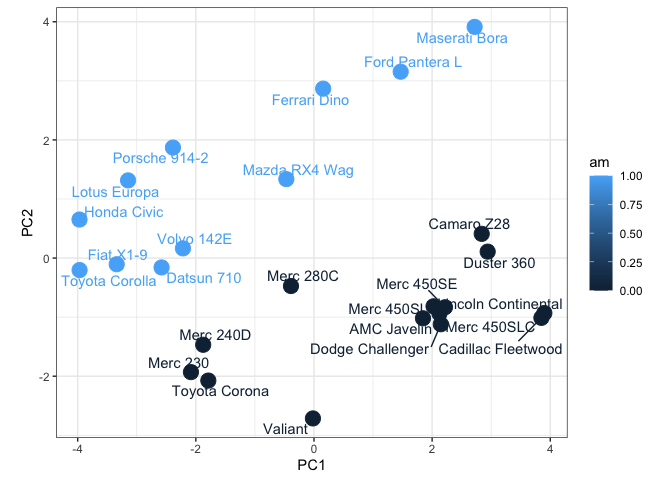 4
Maserati Bora
Ford Pantera L
Ferrari Dino
2
Porsche 914-2
Mazda RX4 Wag
Lotus Europa
Honda Civic
Camaro Z28
Volvo 142E
Fiat X1-9
0
Duster 360
Toyota Corolla
Datsun 710
Merc 280C
Merc 450SE
Lincoln Continental
Merc 450SL
AMC Javelin
Merc 450SLC
Merc 240D
Dodge Challenger
Cadillac Fleetwood
Merc 230
-2
Toyota Corona
Valiant
-4
-2
0
2
4
PC1
PC2
am
1.00
0.75
0.50
0.25
0.00